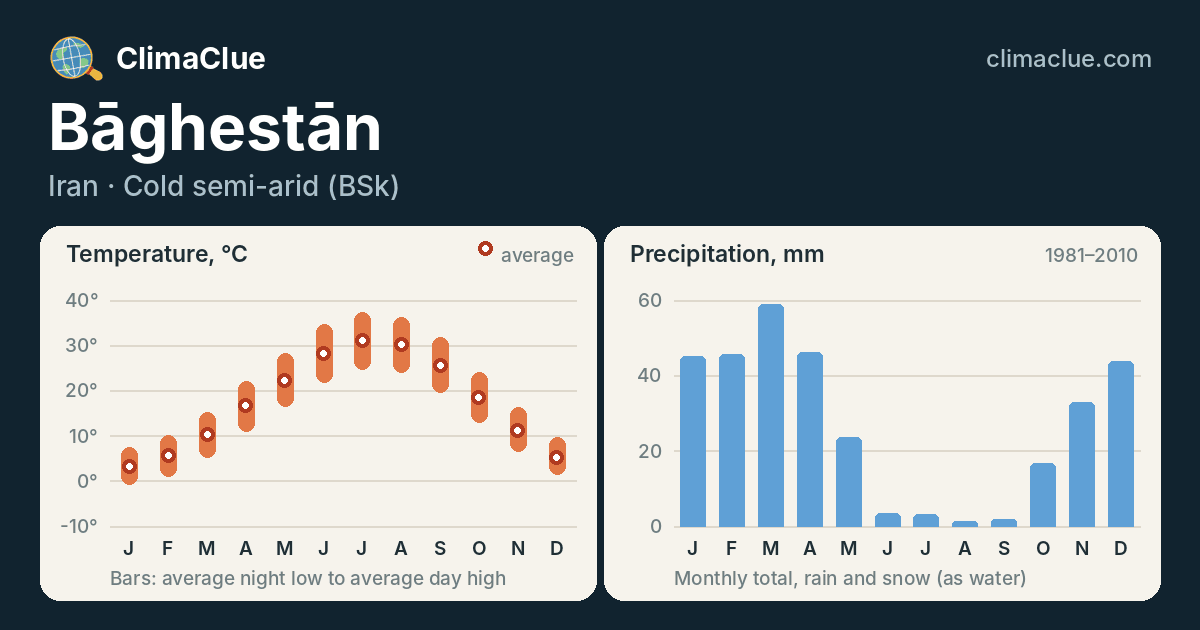 ClimaClue
climaclue.com
Bāghestān
Iran · Cold semi-arid (BSk)
Temperature, °C
average
40°
30°
20°
10°
0°
-10°
J F M A M J J A S O N D
Bars: average night low to average day high
Precipitation, mm
1981–2010
60
40
20
0
J F M A M J J A S O N D
Monthly total, rain and snow (as water)